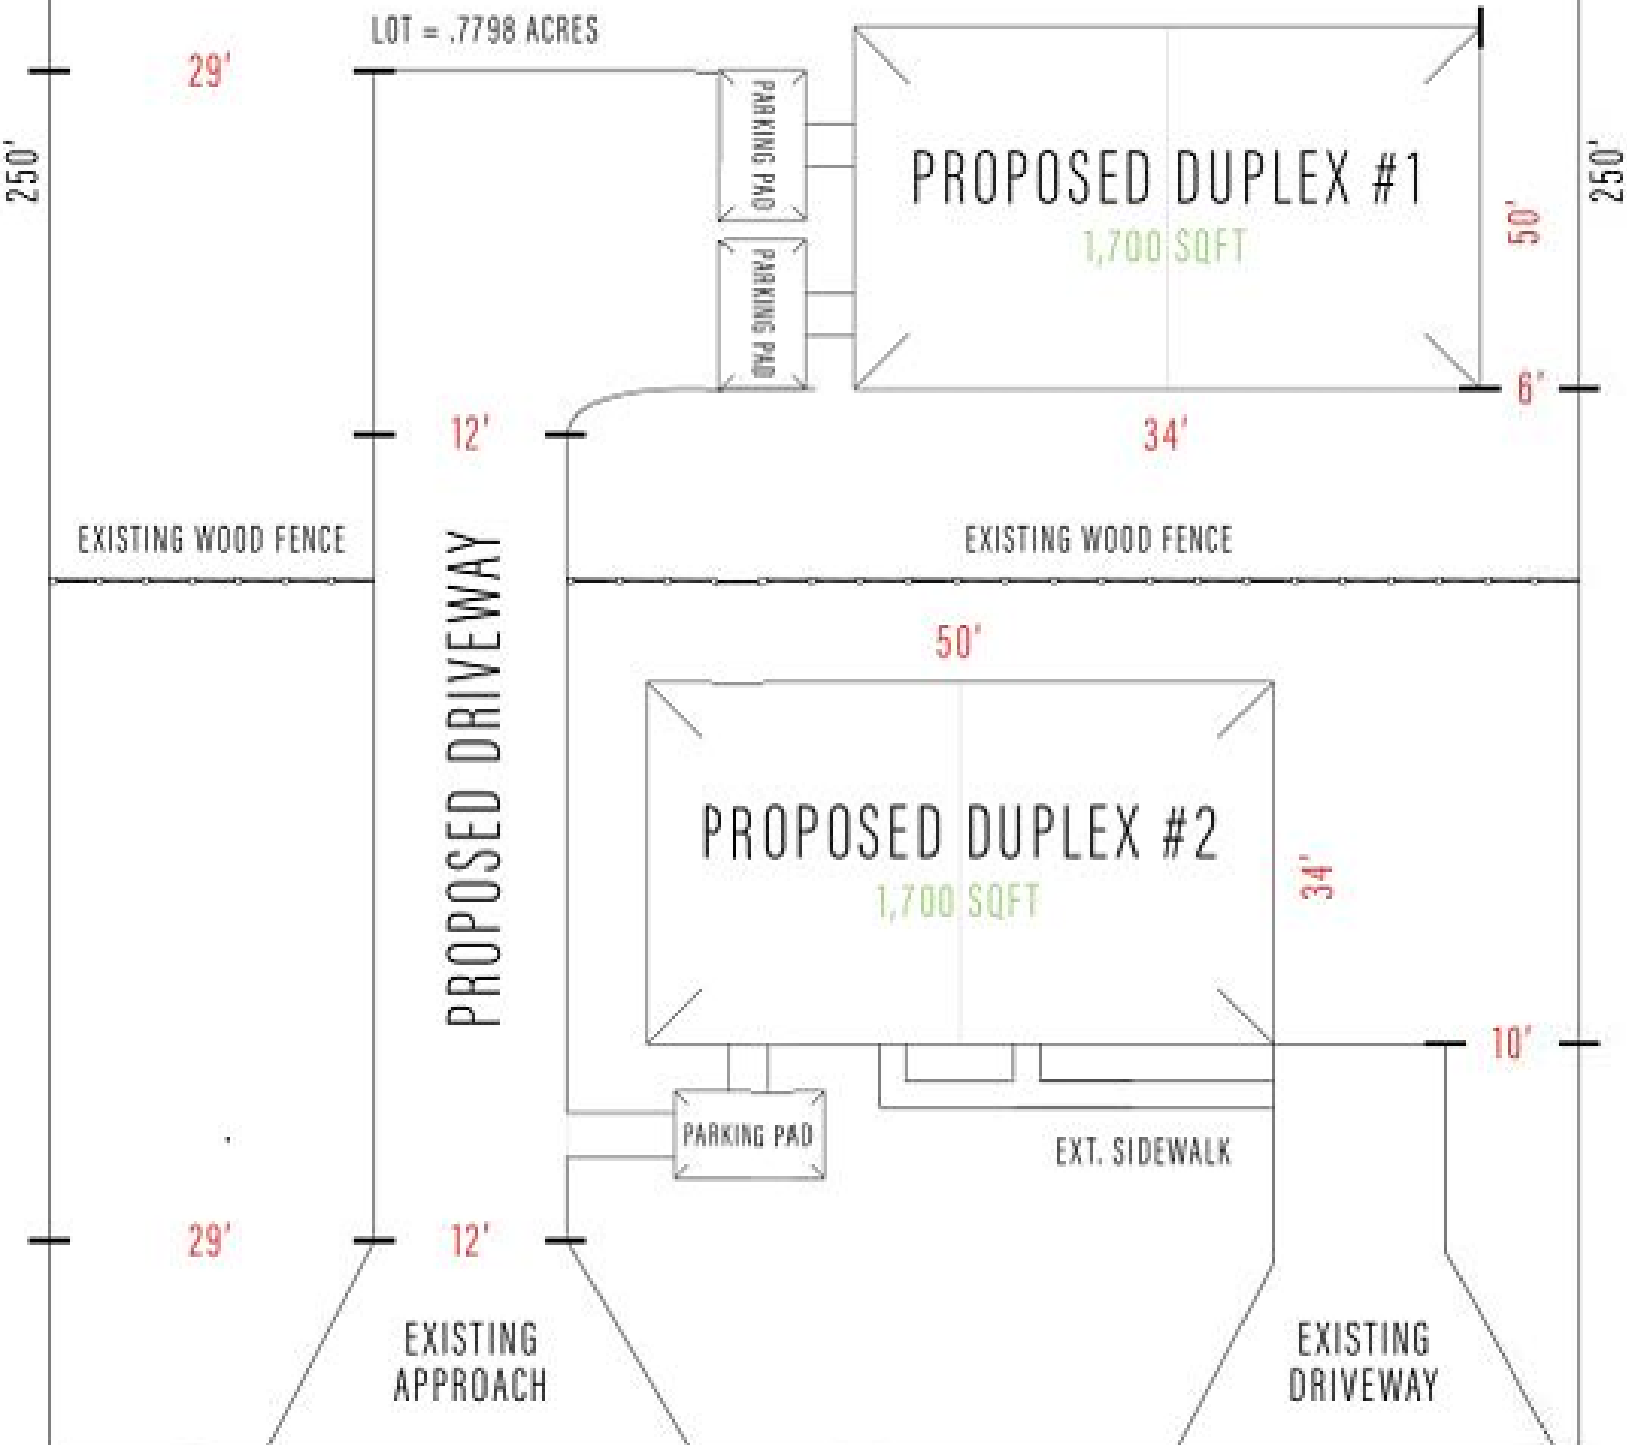 LOT = .7798 ACRES
29'
250'
PARKING PAD
PROPOSED DUPLEX #1
1,700 SQFT
50'
250'
PARKING PAD
6'
34'
12'
EXISTING WOOD FENCE
EXISTING WOOD FENCE
50'
PROPOSED DRIVEWAY
PROPOSED DUPLEX #2
1,700 SQFT
34'
10'
PARKING PAD
EXT. SIDEWALK
29'
12'
EXISTING
APPROACH
EXISTING
DRIVEWAY